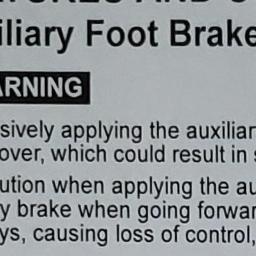 iliary Foot Brake
ARNING
sively applying the auxiliar
over, which could result in s
ution when applying the au
y brake when going forwar
ys, causing loss of control,